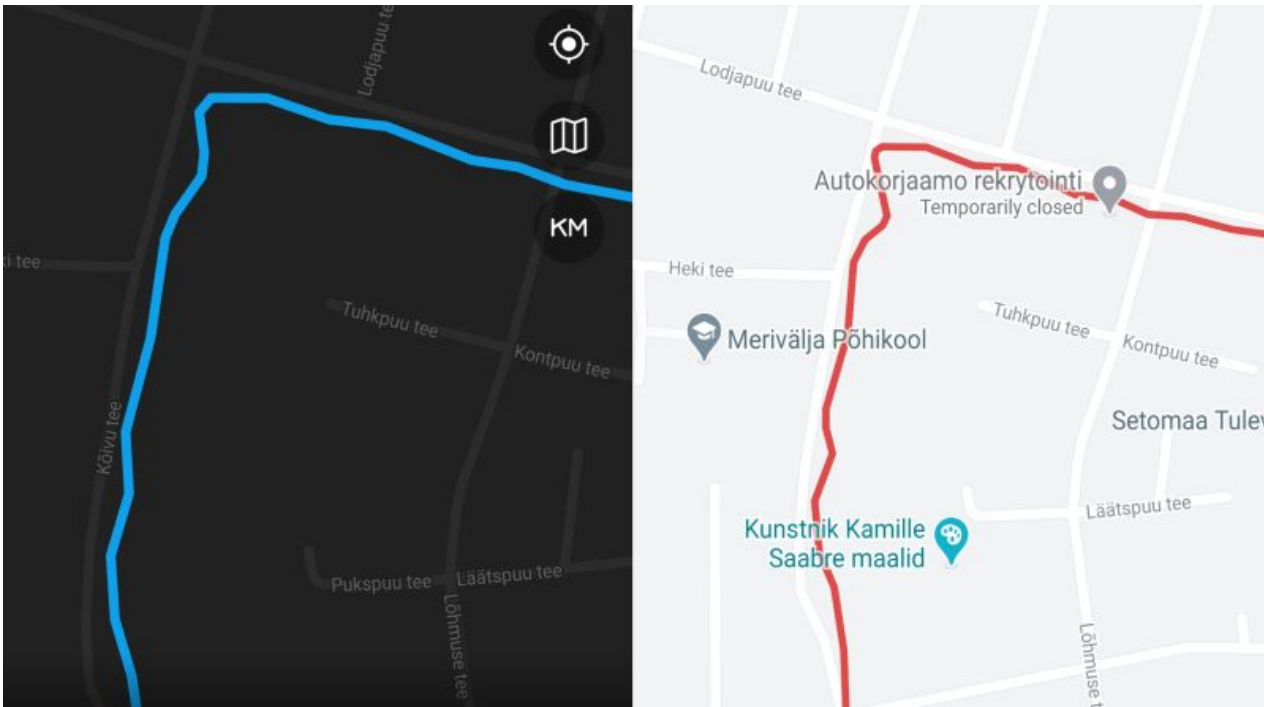 Lodjapuu tee
KM
ki tee
Tuhkpuu tee
Kontpuu tee
Kõivu tee
Pukspuu tee
Läätspuu tee
Lõhmuse tee
Lodjapuu tee
Autokorjaamo rekrytointi
Temporarily closed
Heki tee
Merivälja Põhikool
Tuhkpuu tee
Kontpuu tee
Setomaa Tulev
Läätspuu tee
Kunstnik Kamille
Saabre maalid
Lõhmuse t